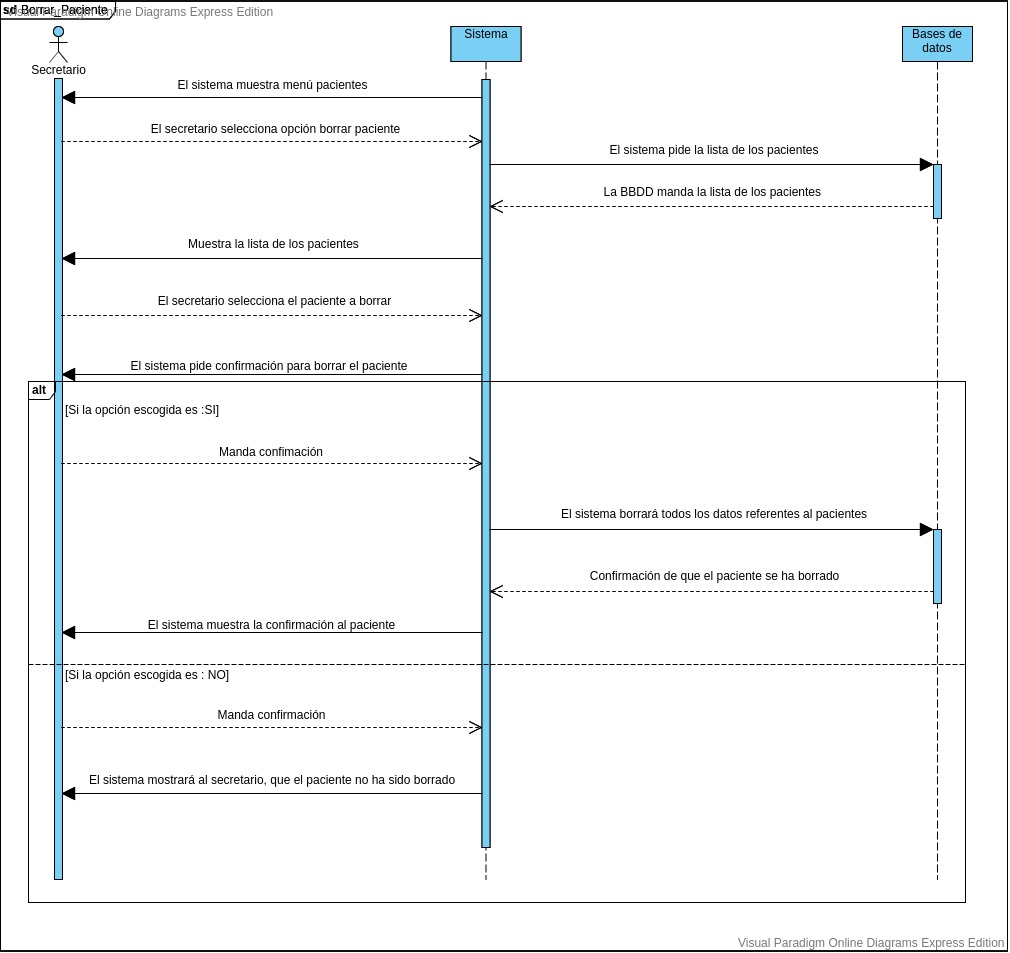 sd Borrar_Paciente
Visual Paradigm Online Diagrams Express Edition
Secretario
Sistema
Bases de
datos
El sistema muestra menú pacientes
El secretario selecciona opción borrar paciente
El sistema pide la lista de los pacientes
La BBDD manda la lista de los pacientes
Muestra la lista de los pacientes
El secretario selecciona el paciente a borrar
El sistema pide confirmación para borrar el paciente
alt
[Si la opción escogida es :SI]
Manda confimación
El sistema borrará todos los datos referentes al pacientes
Confirmación de que el paciente se ha borrado
El sistema muestra la confirmación al paciente
[Si la opción escogida es : NO]
Manda confirmación
El sistema mostrará al secretario, que el paciente no ha sido borrado
Visual Paradigm Online Diagrams Express Edition